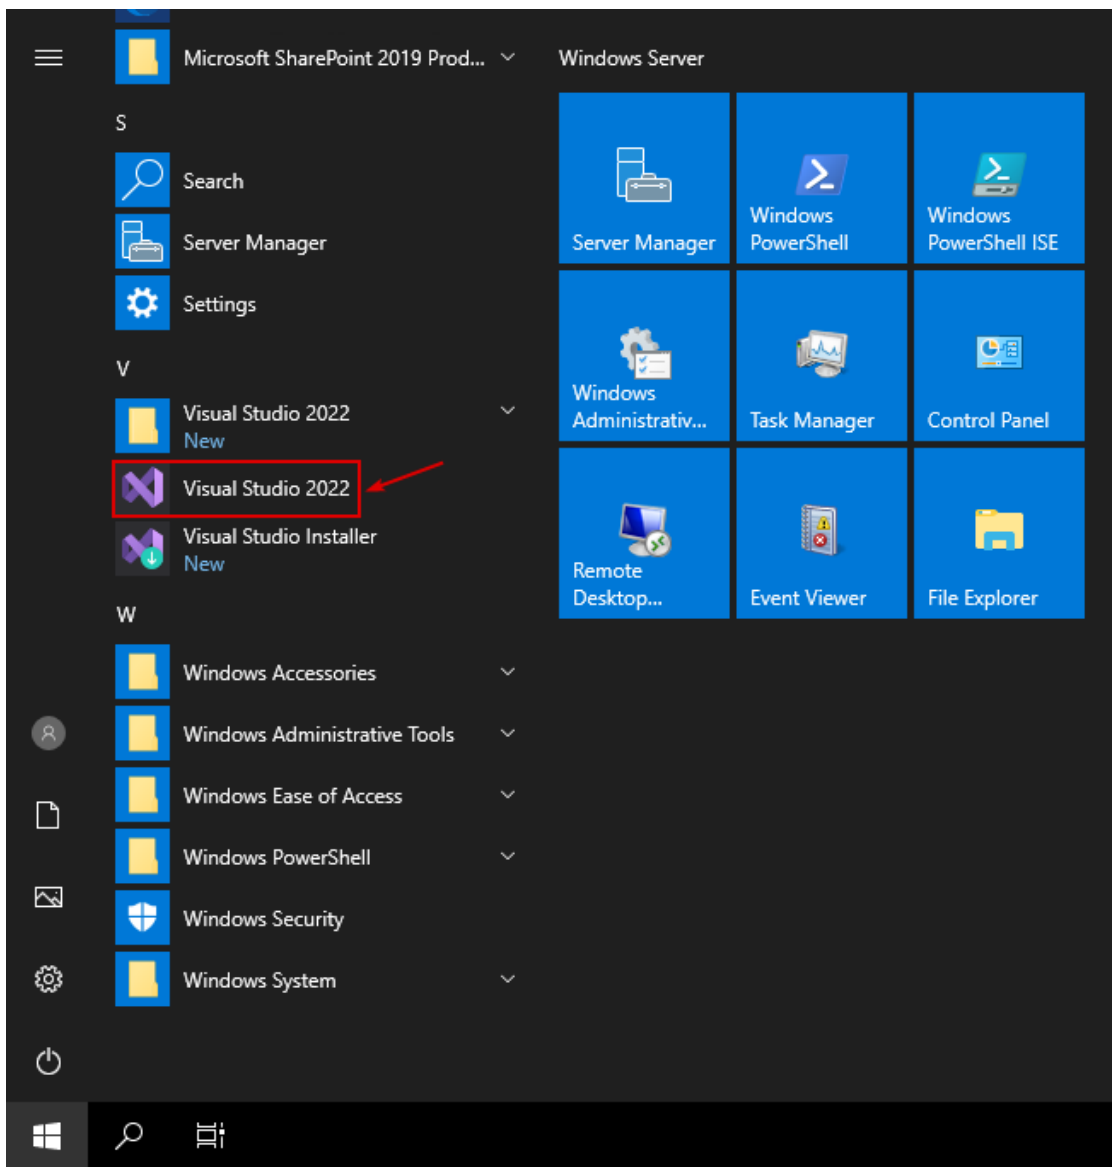 Microsoft SharePoint 2019 Prod...
S
Search
Server Manager
Settings
V
Visual Studio 2022
New
Visual Studio 2022
Visual Studio Installer
New
W
Windows Accessories
Windows Administrative Tools
Windows Ease of Access
Windows PowerShell
Windows Security
Windows System
Windows Server
Server Manager
Windows
PowerShell
Windows
PowerShell ISE
Windows
Administrativ...
Task Manager
Control Panel
Remote
Desktop...
Event Viewer
File Explorer